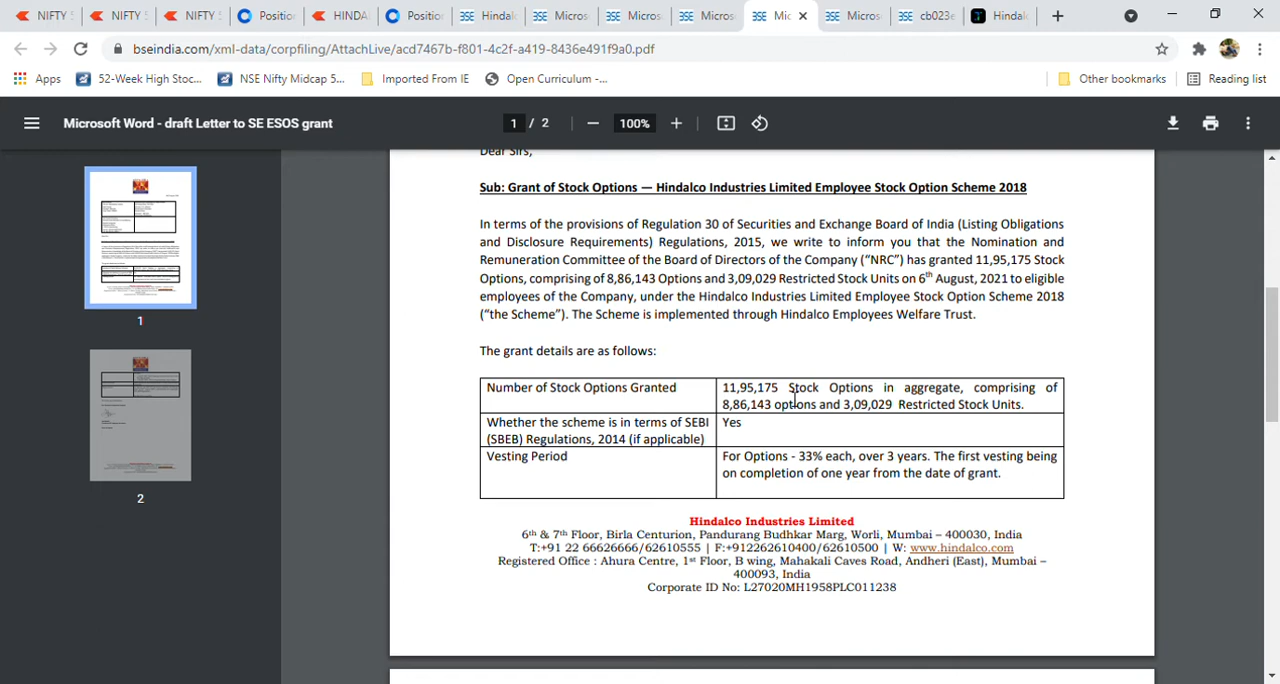 NIFTY
NIFTY
NIFTY
Position
HINDA
Position
Hindal
Micros
Micros
Micros
Mic
Micros
cb023e
Hindal
bseindia.com/xml-data/corpfiling/AttachLive/acd7467b-f801-4c2f-a419-8436e491f9a0.pdf
Apps
52-Week High Stoc...
NSE Nifty Midcap 5...
Imported From IE
Open Curriculum -...
Other bookmarks
Reading list
Microsoft Word - draft Letter to SE ESOS grant
1 / 2
100%
Dear Sirs,
Sub: Grant of Stock Options — Hindalco Industries Limited Employee Stock Option Scheme 2018
In terms of the provisions of Regulation 30 of Securities and Exchange Board of India (Listing Obligations
and Disclosure Requirements) Regulations, 2015, we write to inform you that the Nomination and
Remuneration Committee of the Board of Directors of the Company (“NRC”) has granted 11,95,175 Stock
Options, comprising of 8,86,143 Options and 3,09,029 Restricted Stock Units on 6th August, 2021 to eligible
employees of the Company, under the Hindalco Industries Limited Employee Stock Option Scheme 2018
(“the Scheme”). The Scheme is implemented through Hindalco Employees Welfare Trust.
The grant details are as follows:
Number of Stock Options Granted
11,95,175 Stock Options in aggregate, comprising of
8,86,143 options and 3,09,029 Restricted Stock Units.
Whether the scheme is in terms of SEBI
(SBEB) Regulations, 2014 (if applicable)
Yes
Vesting Period
For Options - 33% each, over 3 years. The first vesting being
on completion of one year from the date of grant.
Hindalco Industries Limited
6th & 7th Floor, Birla Centurion, Pandurang Budhkar Marg, Worli, Mumbai – 400030, India
T:+91 22 66626666/62610555 | F:+912262610400/62610500 | W: www.hindalco.com
Registered Office : Ahura Centre, 1st Floor, B wing, Mahakali Caves Road, Andheri (East), Mumbai –
400093, India
Corporate ID No: L27020MH1958PLC011238
1
2